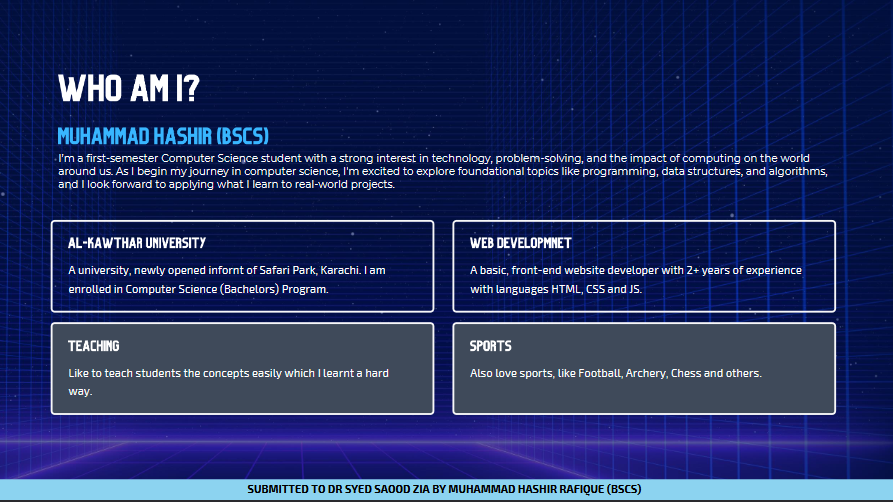 WHO AM I?
MUHAMMAD HASHIR (BSCS)
I'm a first-semester Computer Science student with a strong interest in technology, problem-solving, and the impact of computing on the world
around us. As I begin my journey in computer science, I'm excited to explore foundational topics like programming, data structures, and algorithms,
and I look forward to applying what I learn to real-world projects.
AL-KAWTHAR UNIVERSITY
A university, newly opened infornt of Safari Park, Karachi. I am
enrolled in Computer Science (Bachelors) Program.
WEB DEVELOPMNET
A basic, front-end website developer with 2+ years of experience
with languages HTML, CSS and JS.
TEACHING
Like to teach students the concepts easily which I learnt a hard
way.
SPORTS
Also love sports, like Football, Archery, Chess and others.
SUBMITTED TO DR SYED SAOOD ZIA BY MUHAMMAD HASHIR RAFIQUE (BSCS)